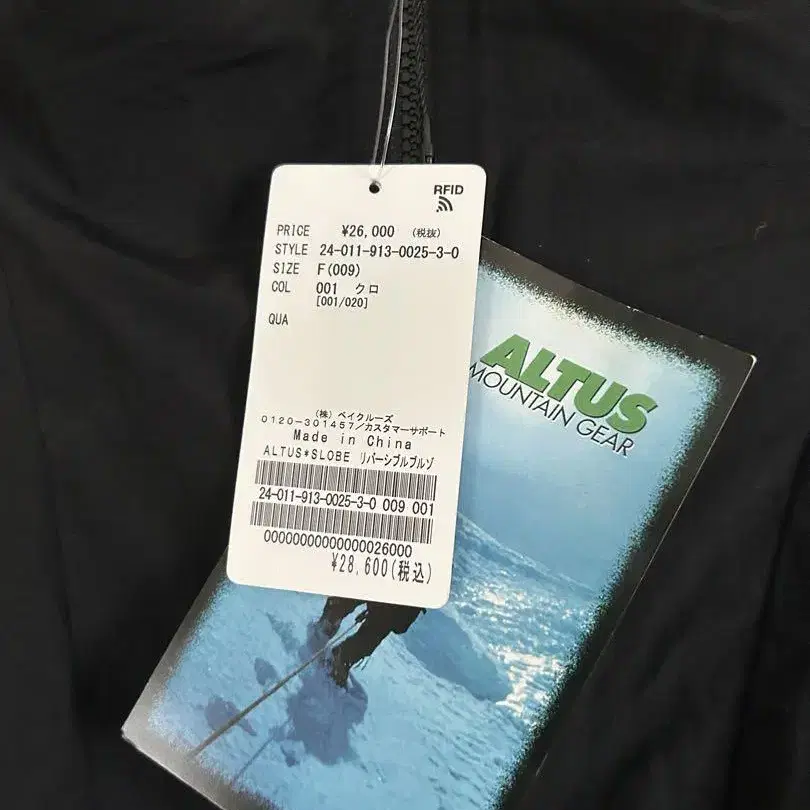 RFID
PRICE ¥26,000 (税抜)
STYLE 24-011-913-0025-3-0
SIZE F(009)
COL 001 クロ
[001/020]
QUA
(株) ベイクルーズ
0120-301457/カスタマーサポート
Made in China
ALTUS*SLOBE リバーシブルブルゾ
24-011-913-0025-3-0 009 001
00000000000000026000
¥28,600(税込)
ALTUS
MOUNTAIN GEAR